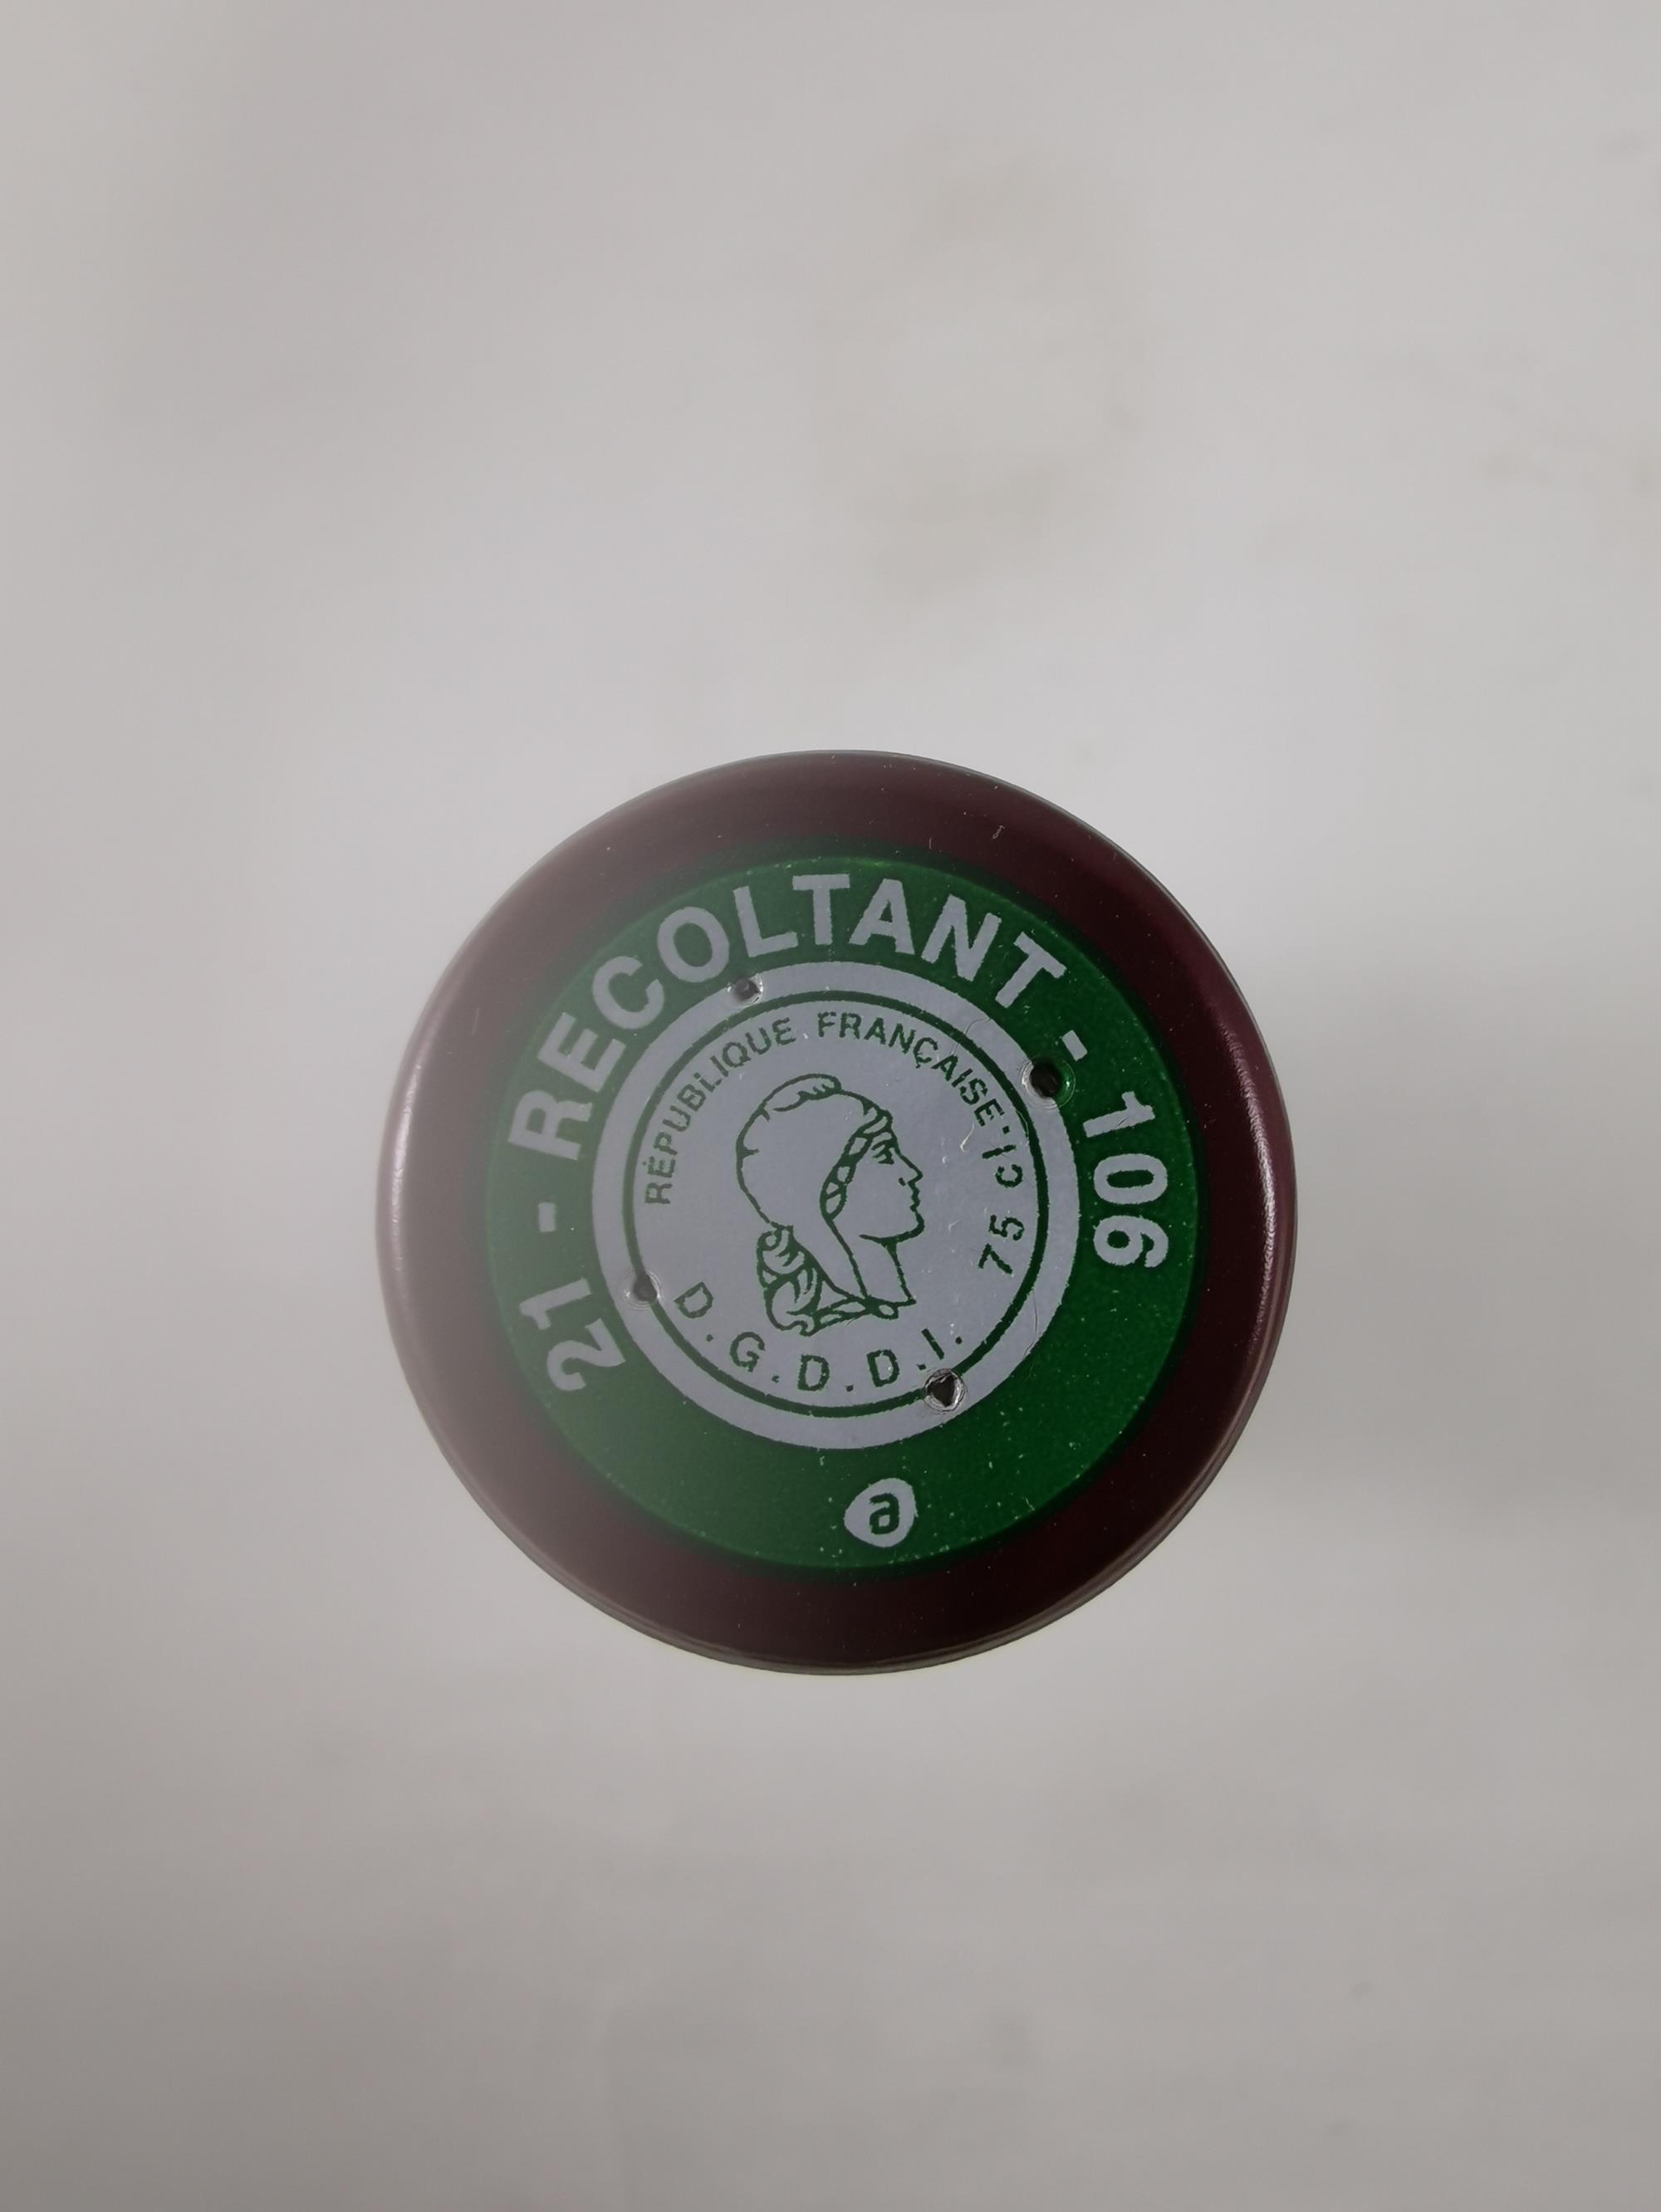 21 - RECOLTANT - 106
RÉPUBLIQUE FRANÇAISE
75 cl
D.G.D.D.I.
a